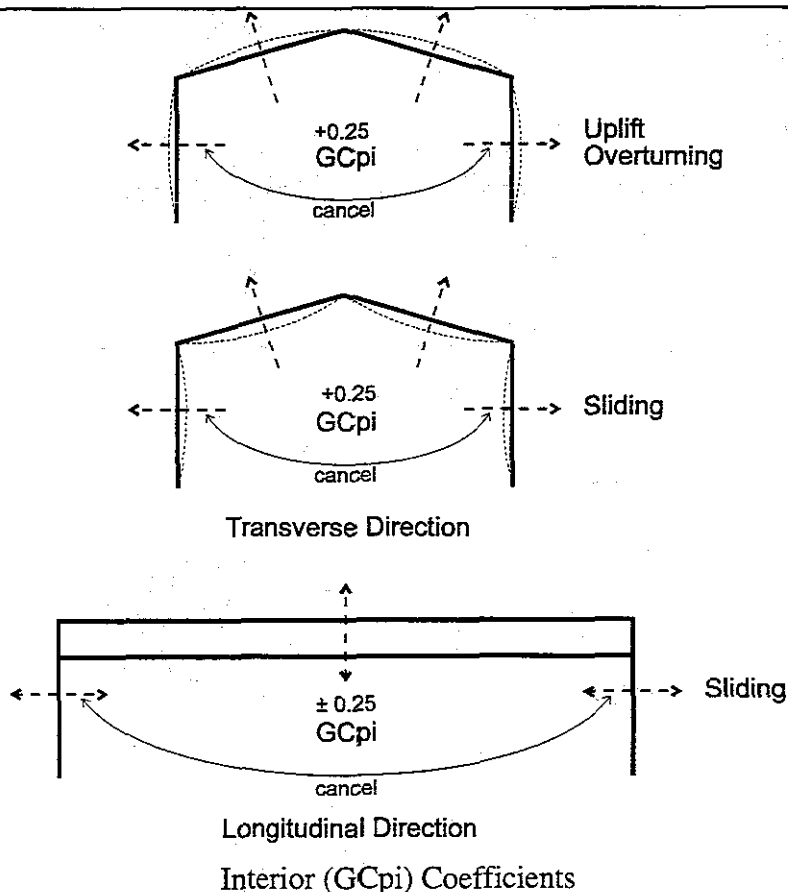 +0.25
GCpi
cancel
Uplift
Overturning
+0.25
GCpi
cancel
Sliding
Transverse Direction
± 0.25
GCpi
cancel
Sliding
Longitudinal Direction
Interior (GCpi) Coefficients